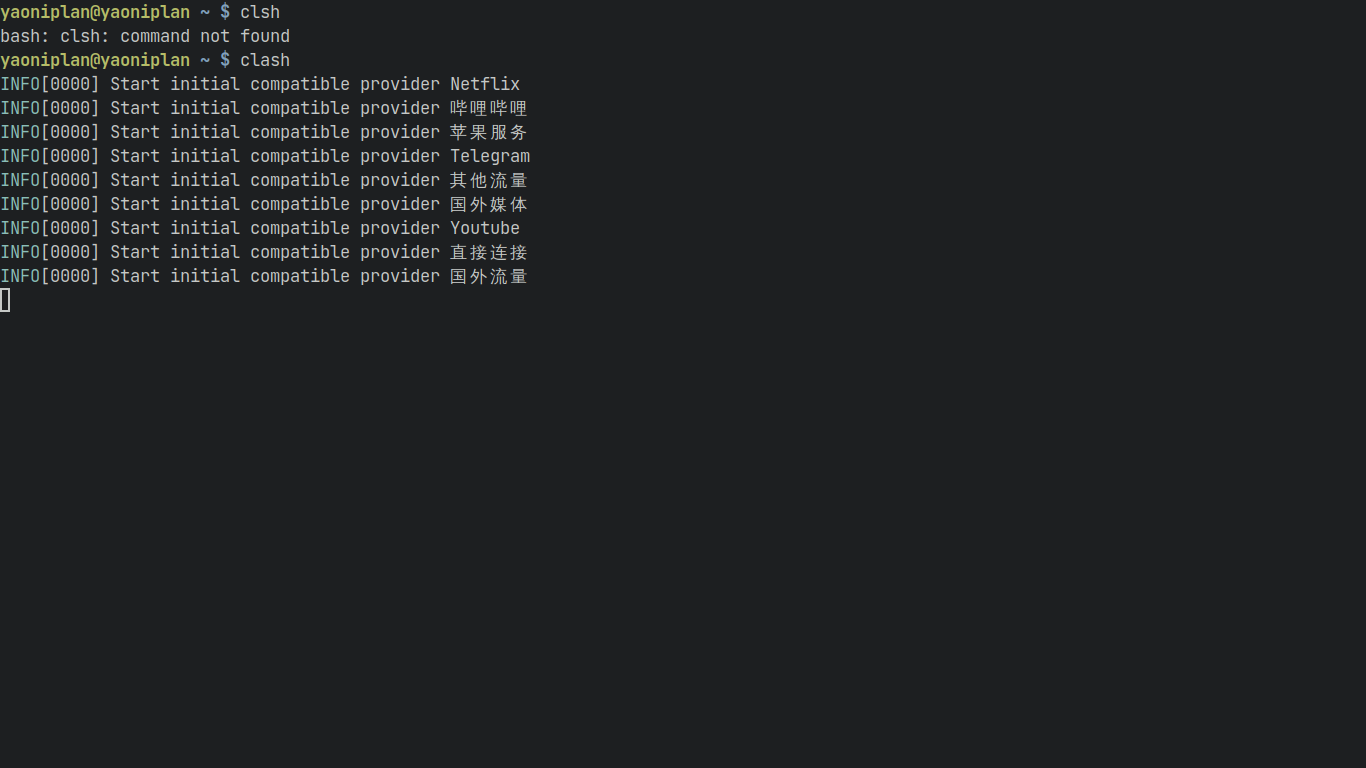 yaoniplan@yaoniplan ~ $ clsh
bash: clsh: command not found
yaoniplan@yaoniplan ~ $ clash
INFO[0000] Start initial compatible provider Netflix
INFO[0000] Start initial compatible provider 哔哩哔哩
INFO[0000] Start initial compatible provider 苹果服务
INFO[0000] Start initial compatible provider Telegram
INFO[0000] Start initial compatible provider 其他流量
INFO[0000] Start initial compatible provider 国外媒体
INFO[0000] Start initial compatible provider Youtube
INFO[0000] Start initial compatible provider 直接连接
INFO[0000] Start initial compatible provider 国外流量